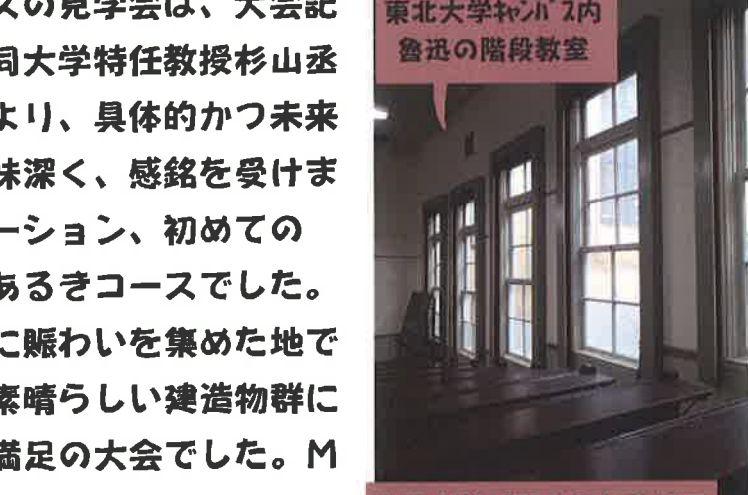 スの見学会は、大会記
同大学特任教授杉山丞
より、具体的かつ未来
味深く、感銘を受けま
ーション、初めての
あるきコースでした。
に賑わいを集めた地で
素晴らしい建造物群に
満足の大会でした。M
東北大学キャンパス内
魯迅の階段教室